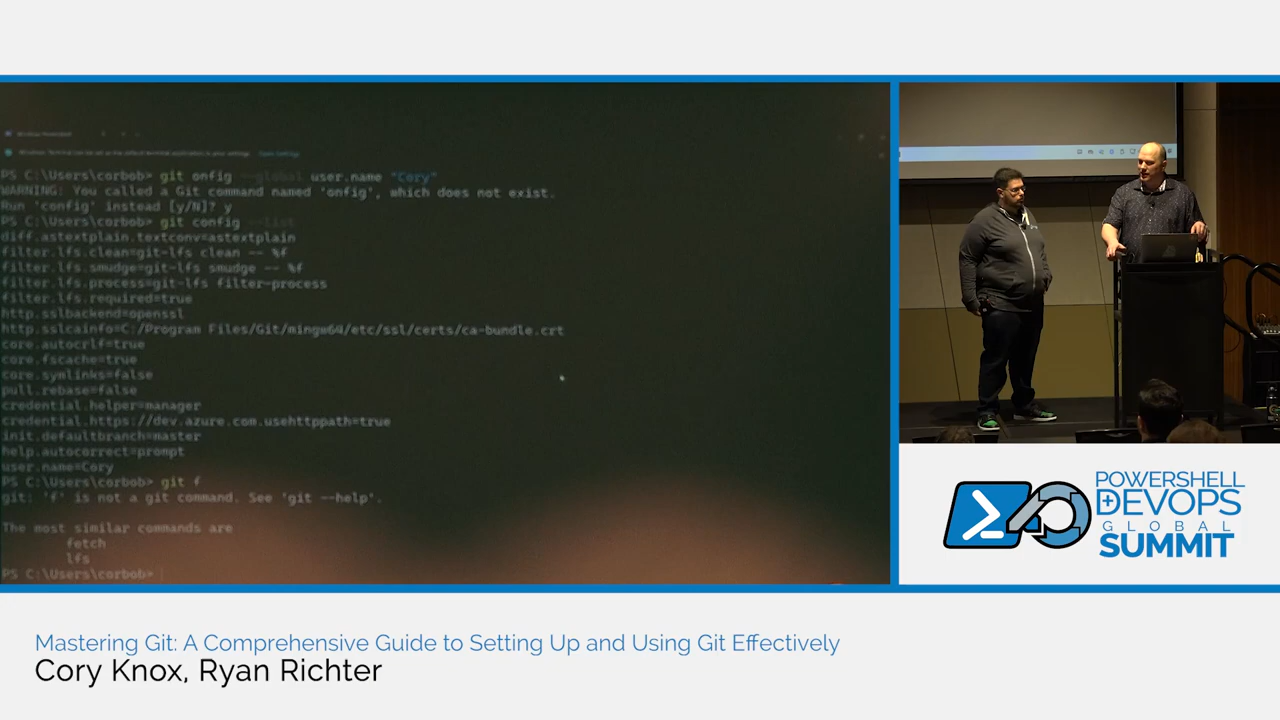 PS C:\Users\corbob> git onfig --global user.name "Cory"
WARNING: You called a Git command named 'onfig', which does not exist.
Run 'config' instead [y/N]? y
PS C:\Users\corbob> git config --list
diff.astextplain.textconv=astextplain
filter.lfs.clean=git-lfs clean -- %f
filter.lfs.smudge=git-lfs smudge -- %f
filter.lfs.process=git-lfs filter-process
filter.lfs.required=true
http.sslbackend=openssl
http.sslcainfo=C:/Program Files/Git/mingw64/etc/ssl/certs/ca-bundle.crt
core.autocrlf=true
core.fscache=true
core.symlinks=false
pull.rebase=false
credential.helper=manager
credential.https://dev.azure.com.usehttppath=true
init.defaultbranch=master
help.autocorrect=prompt
user.name=Cory
PS C:\Users\corbob> git f
git: 'f' is not a git command. See 'git --help'.
The most similar commands are
fetch
lfs
PS C:\Users\corbob>
POWERSHELL
+ DEVOPS
GLOBAL
SUMMIT
Mastering Git: A Comprehensive Guide to Setting Up and Using Git Effectively
Cory Knox, Ryan Richter